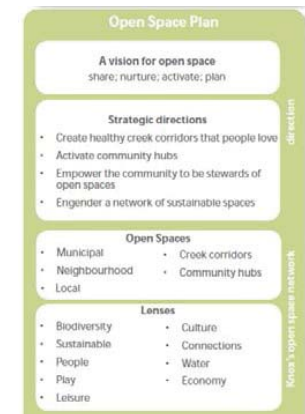 Open Space Plan
A vision for open space
share; nurture; activate; plan
Strategic directions
• Create healthy creek corridors that people love
• Activate community hubs
• Empower the community to be stewards of
open spaces
• Engender a network of sustainable spaces
direction
Open Spaces
• Municipal
• Neighbourhood
• Local
• Creek corridors
• Community hubs
Lenses
• Biodiversity
• Sustainable
• People
• Play
• Leisure
• Culture
• Connections
• Water
• Economy
Knox's open space network